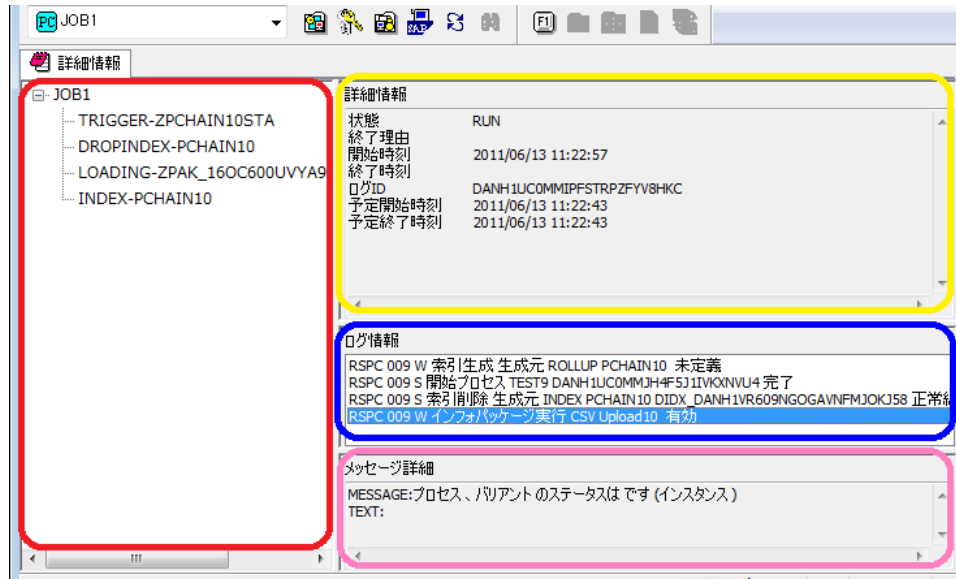 PC JOB1
SAP
F1
詳細情報
JOB1
TRIGGER-ZPCHAIN10STA
DROPINDEX-PCHAIN10
LOADING-ZPAK_16OC600UVYA9
INDEX-PCHAIN10
詳細情報
状態 RUN
終了理由
開始時刻 2011/06/13 11:22:57
終了時刻
ログID DANH1UC0MMIPFSTRPZFYV8HKC
予定開始時刻 2011/06/13 11:22:43
予定終了時刻 2011/06/13 11:22:43
ログ情報
RSPC 009 W 索引生成 生成元 ROLLUP PCHAIN10 未定義
RSPC 009 S 開始プロセス TEST9 DANH1UC0MMJH4F5J1IVKXNVU4 完了
RSPC 009 S 索引削除 生成元 INDEX PCHAIN10 DIDX_DANH1VR609NGOGAVNFMJOKJ58 正常
RSPC 009 W インフォパッケージ実行 CSV Upload10 有効
メッセージ詳細
MESSAGE:プロセス 、バリアント のステータスは です (インスタンス )
TEXT: